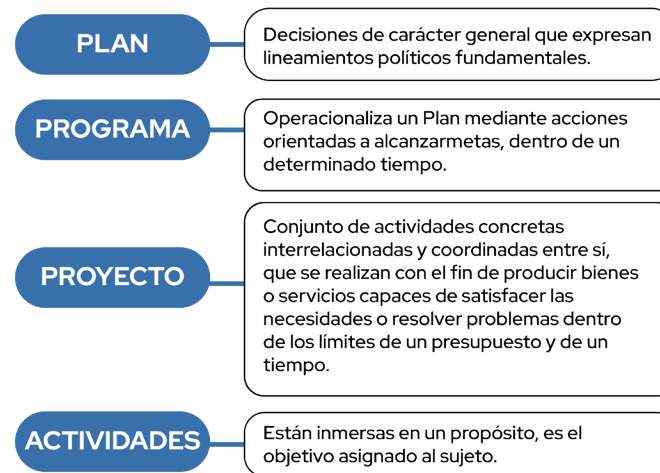 PLAN
Decisiones de carácter general que expresan
lineamientos políticos fundamentales.
PROGRAMA
Operacionaliza un Plan mediante acciones
orientadas a alcanzarmetas, dentro de un
determinado tiempo.
PROYECTO
Conjunto de actividades concretas
interrelacionadas y coordinadas entre sí,
que se realizan con el fin de producir bienes
o servicios capaces de satisfacer las
necesidades o resolver problemas dentro
de los límites de un presupuesto y de un
tiempo.
ACTIVIDADES
Están inmersas en un propósito, es el
objetivo asignado al sujeto.